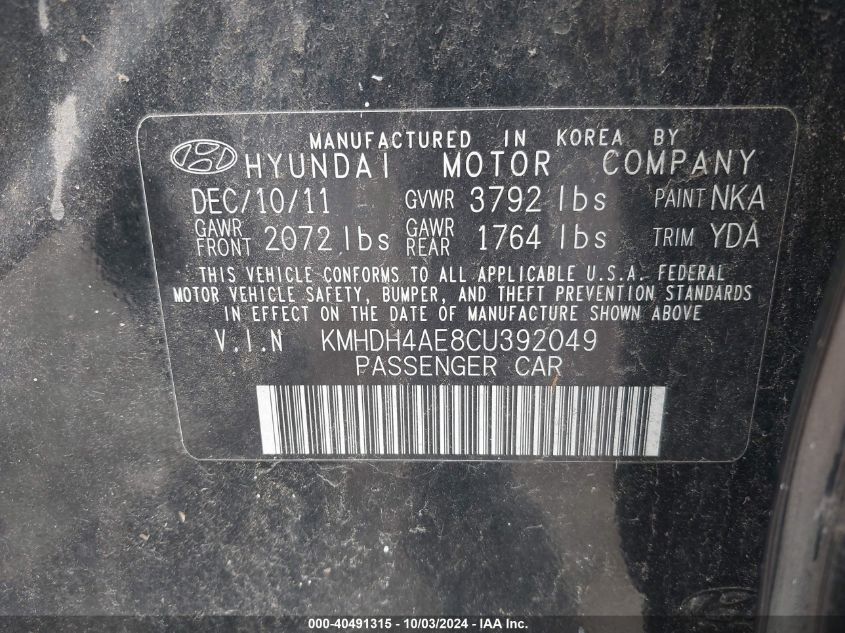 MANUFACTURED IN KOREA BY
HYUNDAI MOTOR COMPANY
DEC/10/11 GVWR 3792 lbs PAINT NKA
GAWR FRONT 2072 lbs GAWR REAR 1764 lbs TRIM YDA
THIS VEHICLE CONFORMS TO ALL APPLICABLE U.S.A. FEDERAL
MOTOR VEHICLE SAFETY, BUMPER, AND THEFT PREVENTION STANDARDS
IN EFFECT ON THE DATE OF MANUFACTURE SHOWN ABOVE
V.I.N KMHDH4AE8CU392049
PASSENGER CAR
000-40491315 - 10/03/2024 - IAA Inc.